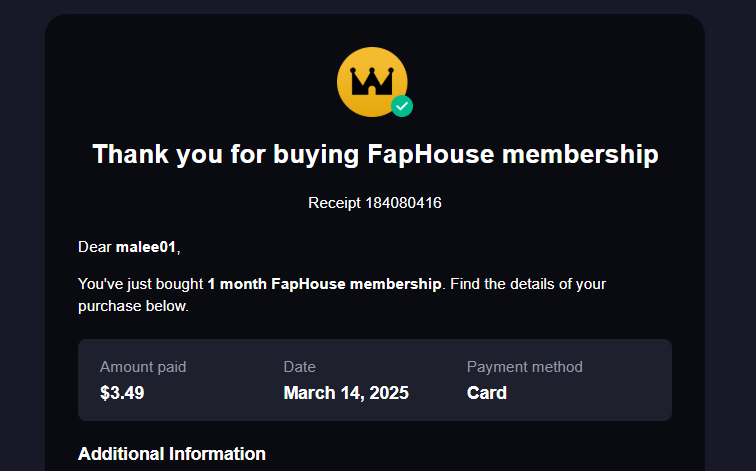 Thank you for buying FapHouse membership
Receipt 184080416
Dear malee01,
You've just bought 1 month FapHouse membership. Find the details of your
purchase below.
Amount paid
Date
Payment method
$3.49
March 14, 2025
Card
Additional Information